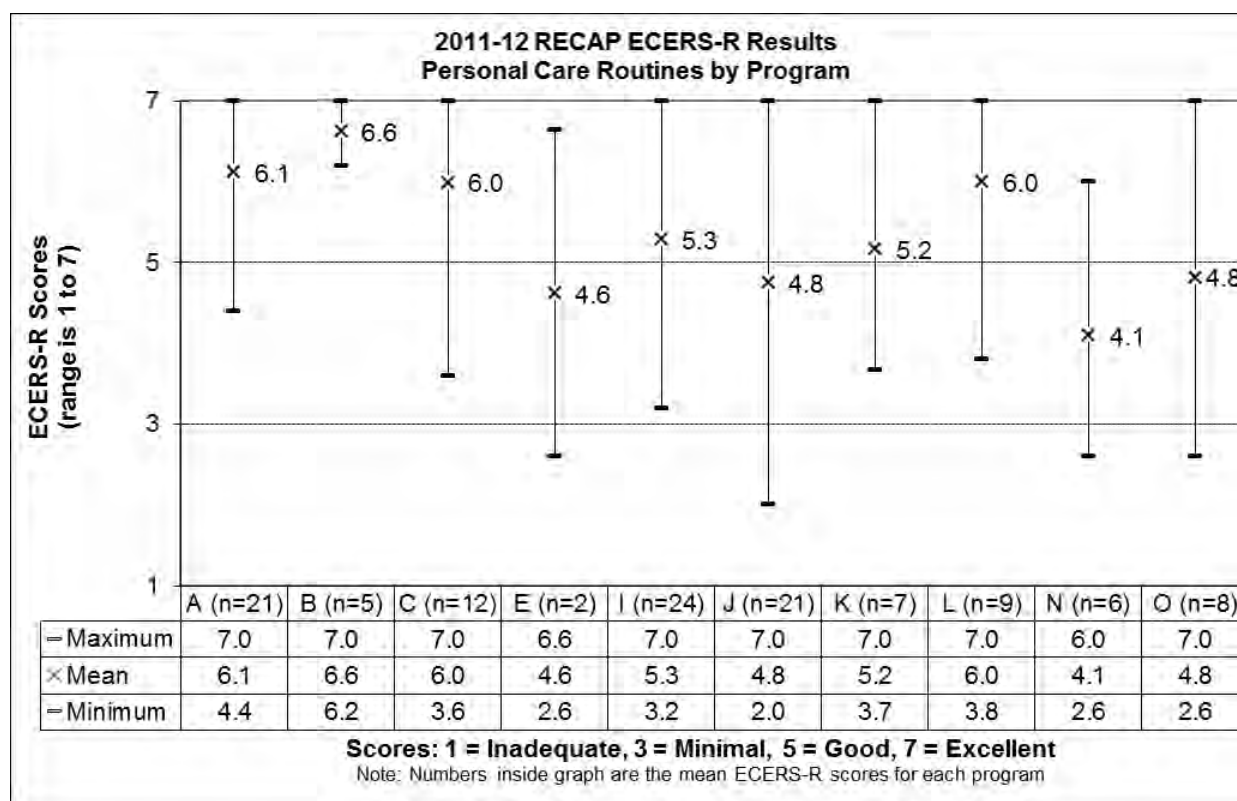 2011-12 RECAP ECERS-R Results
Personal Care Routines by Program
ECERS-R Scores
(range is 1 to 7)
7
5
3
1
6.1
6.6
6.0
4.6
5.3
4.8
5.2
6.0
4.1
4.8
A (n=21) B (n=5) C (n=12) E (n=2) I (n=24) J (n=21) K (n=7) L (n=9) N (n=6) O (n=8)
Maximum 7.0 7.0 7.0 6.6 7.0 7.0 7.0 7.0 6.0 7.0
Mean 6.1 6.6 6.0 4.6 5.3 4.8 5.2 6.0 4.1 4.8
Minimum 4.4 6.2 3.6 2.6 3.2 2.0 3.7 3.8 2.6 2.6
Scores: 1 = Inadequate, 3 = Minimal, 5 = Good, 7 = Excellent
Note: Numbers inside graph are the mean ECERS-R scores for each program